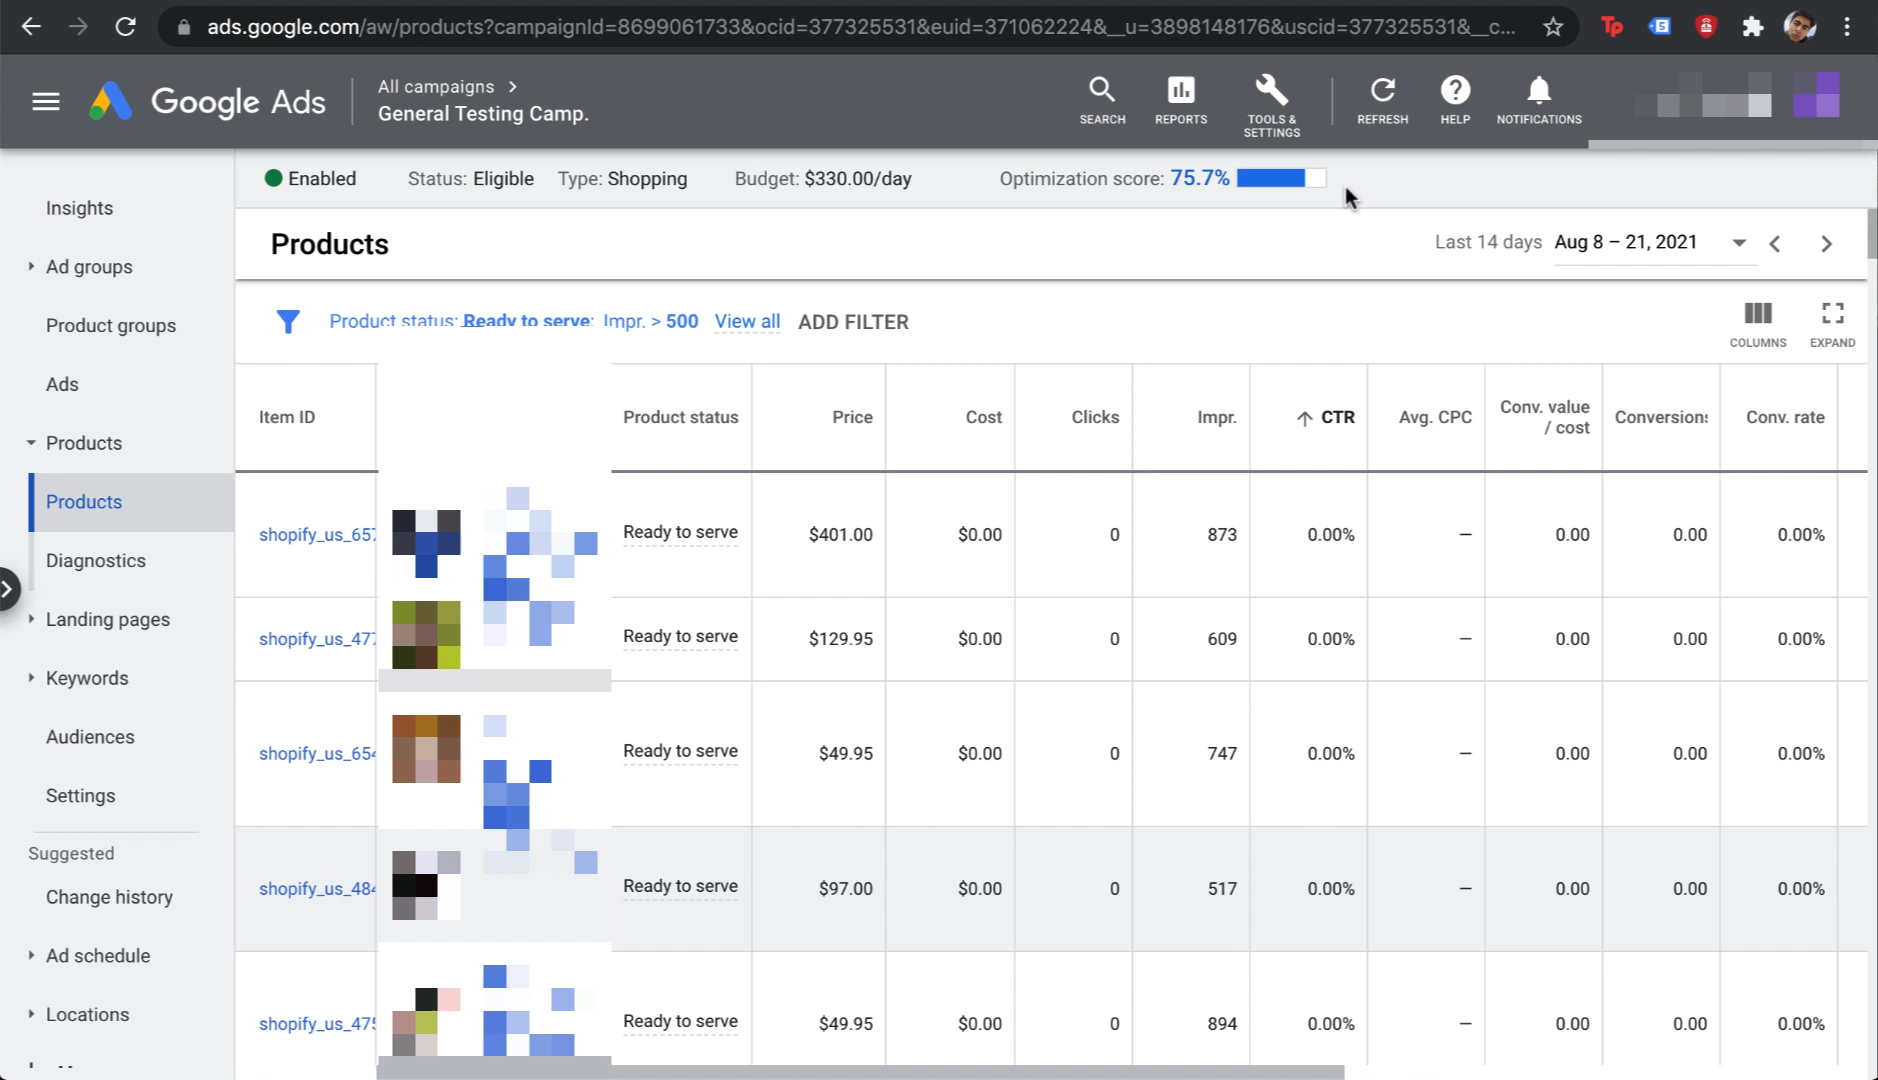 ads.google.com/aw/products?campaignId=8699061733&ocid=377325531&euid=371062224&__u=3898148176&uscid=377325531&__c...
Tp
Google Ads
All campaigns
General Testing Camp.
SEARCH
REPORTS
TOOLS &
SETTINGS
REFRESH
HELP
NOTIFICATIONS
Enabled
Status: Eligible
Type: Shopping
Budget: $330.00/day
Optimization score: 75.7%
Insights
Ad groups
Product groups
Ads
Products
Products
Diagnostics
Landing pages
Keywords
Audiences
Settings
Suggested
Change history
Ad schedule
Locations
Products
Last 14 days Aug 8 – 21, 2021
Product status: Ready to serve; Impr. > 500 View all ADD FILTER
COLUMNS
EXPAND
Item ID Product status Price Cost Clicks Impr. CTR Avg. CPC Conv. value / cost Conversions Conv. rate
shopify_us_657 Ready to serve $401.00 $0.00 0 873 0.00% — 0.00 0.00 0.00%
shopify_us_477 Ready to serve $129.95 $0.00 0 609 0.00% — 0.00 0.00 0.00%
shopify_us_654 Ready to serve $49.95 $0.00 0 747 0.00% — 0.00 0.00 0.00%
shopify_us_484 Ready to serve $97.00 $0.00 0 517 0.00% — 0.00 0.00 0.00%
shopify_us_475 Ready to serve $49.95 $0.00 0 894 0.00% — 0.00 0.00 0.00%